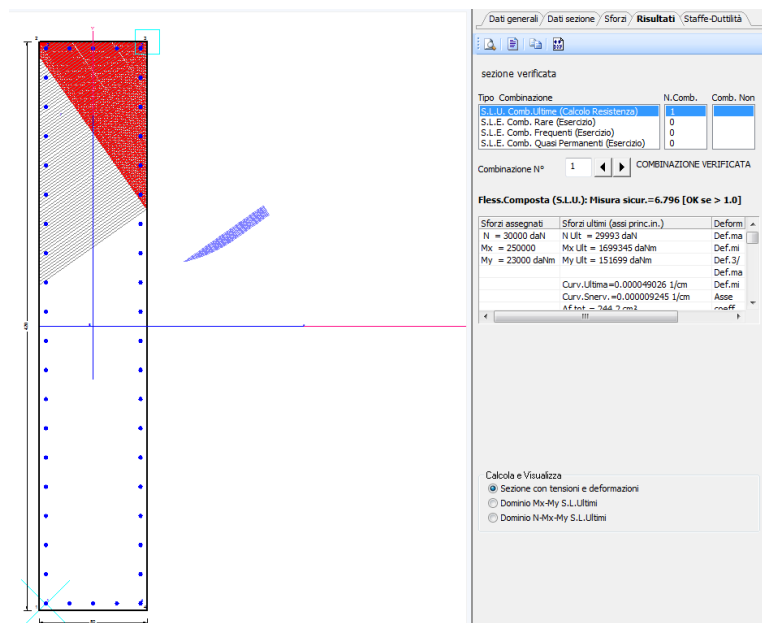 Dati generali Dati sezione Sforzi Risultati Staffe-Duttilità
sezione verificata
Tipo Combinazione N.Comb. Comb. Non
S.L.U. Comb.Ultime (Calcolo Resistenza) 1
S.L.E. Comb. Rare (Esercizio) 0
S.L.E. Comb. Frequenti (Esercizio) 0
S.L.E. Comb. Quasi Permanenti (Esercizio) 0
Combinazione N° 1 COMBINAZIONE VERIFICATA
Fless.Composta (S.L.U.): Misura sicur.=6.796 [OK se > 1.0]
Sforzi assegnati Sforzi ultimi (assi princ.in.) Deform
N = 30000 daN N Ult = 29993 daN Def.ma
Mx = 250000 Mx Ult = 1699345 daNm Def.mi
My = 23000 daNm My Ult = 151699 daNm Def.3/
Def.ma
Curv.Ultima=0.000049026 1/cm Def.mi
Curv.Snerv.=0.000009245 1/cm Asse
Af.tot = 244.2 cm² coeff
Calcola e Visualizza
Sezione con tensioni e deformazioni
Dominio Mx-My S.L.Ultimi
Dominio N-Mx-My S.L.Ultimi